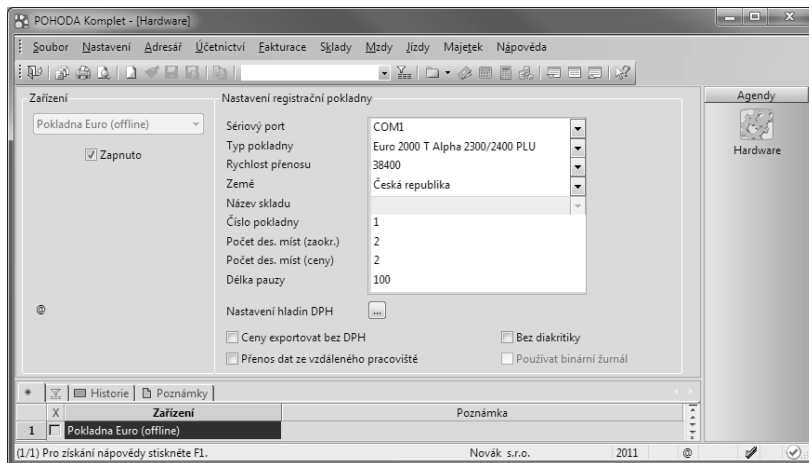 POHODA Komplet - [Hardware]
Soubor Nastavení Adresář Účetnictví Fakturace Sklady Mzdy Jízdy Majetek Nápověda
Zařízení
Pokladna Euro (offline)
Zapnuto
@
Nastavení registrační pokladny
Sériový port COM1
Typ pokladny Euro 2000 T Alpha 2300/2400 PLU
Rychlost přenosu 38400
Země Česká republika
Název skladu
Číslo pokladny 1
Počet des. míst (zaokr.) 2
Počet des. míst (ceny) 2
Délka pauzy 100
Nastavení hladin DPH ...
Ceny exportovat bez DPH Bez diakritiky
Přenos dat ze vzdáleného pracoviště Používat binární žurnál
Agendy
Hardware
* Historie Poznámky
X Zařízení Poznámka
1 Pokladna Euro (offline)
(1/1) Pro získání nápovědy stiskněte F1. Novák s.r.o. 2011 @